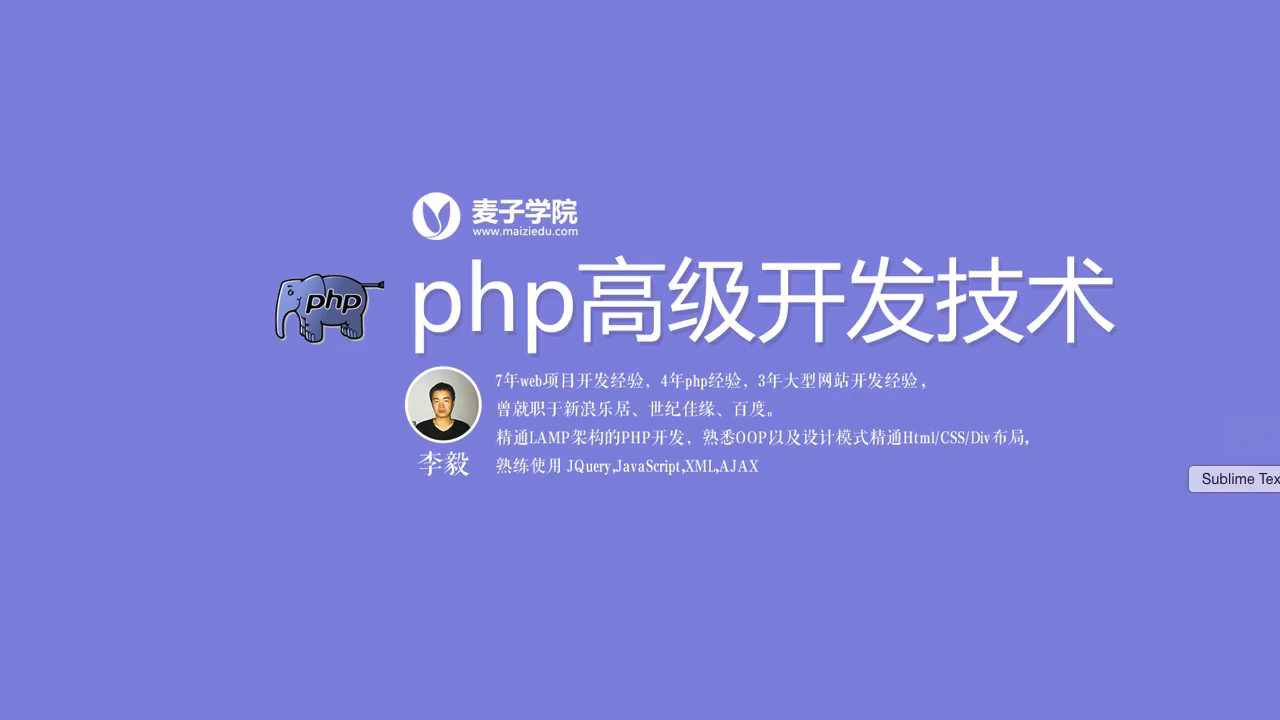 麦子学院
www.maiziedu.com
php
php高级开发技术
7年web项目开发经验，4年php经验，3年大型网站开发经验，
曾就职于新浪乐居、世纪佳缘、百度。
精通LAMP架构的PHP开发，熟悉OOP以及设计模式精通Html/CSS/Div布局,
李毅
熟练使用 JQuery,JavaScript,XML,AJAX
Sublime Tex